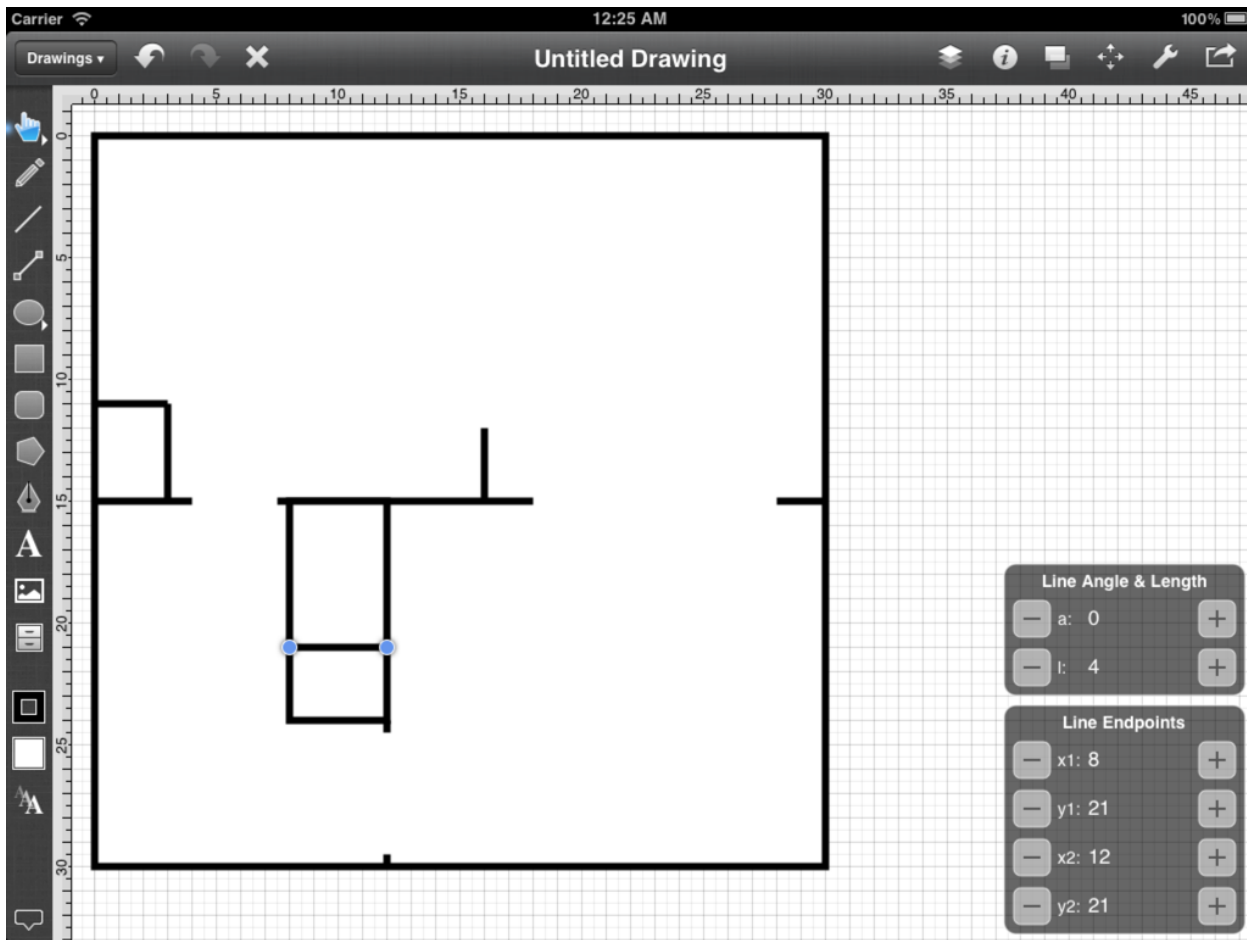 Carrier 12:25 AM 100%
Drawings ▾ Untitled Drawing
0 5 10 15 20 25 30 35 40 45
0
5
10
15
20
25
30
A
AAA
Line Angle & Length
a: 0
l: 4
Line Endpoints
x1: 8
y1: 21
x2: 12
y2: 21